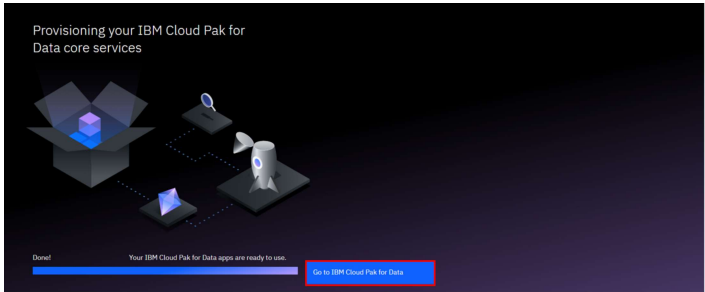 Provisioning your IBM Cloud Pak for
Data core services
Done!
Your IBM Cloud Pak for Data apps are ready to use.
Go to IBM Cloud Pak for Data